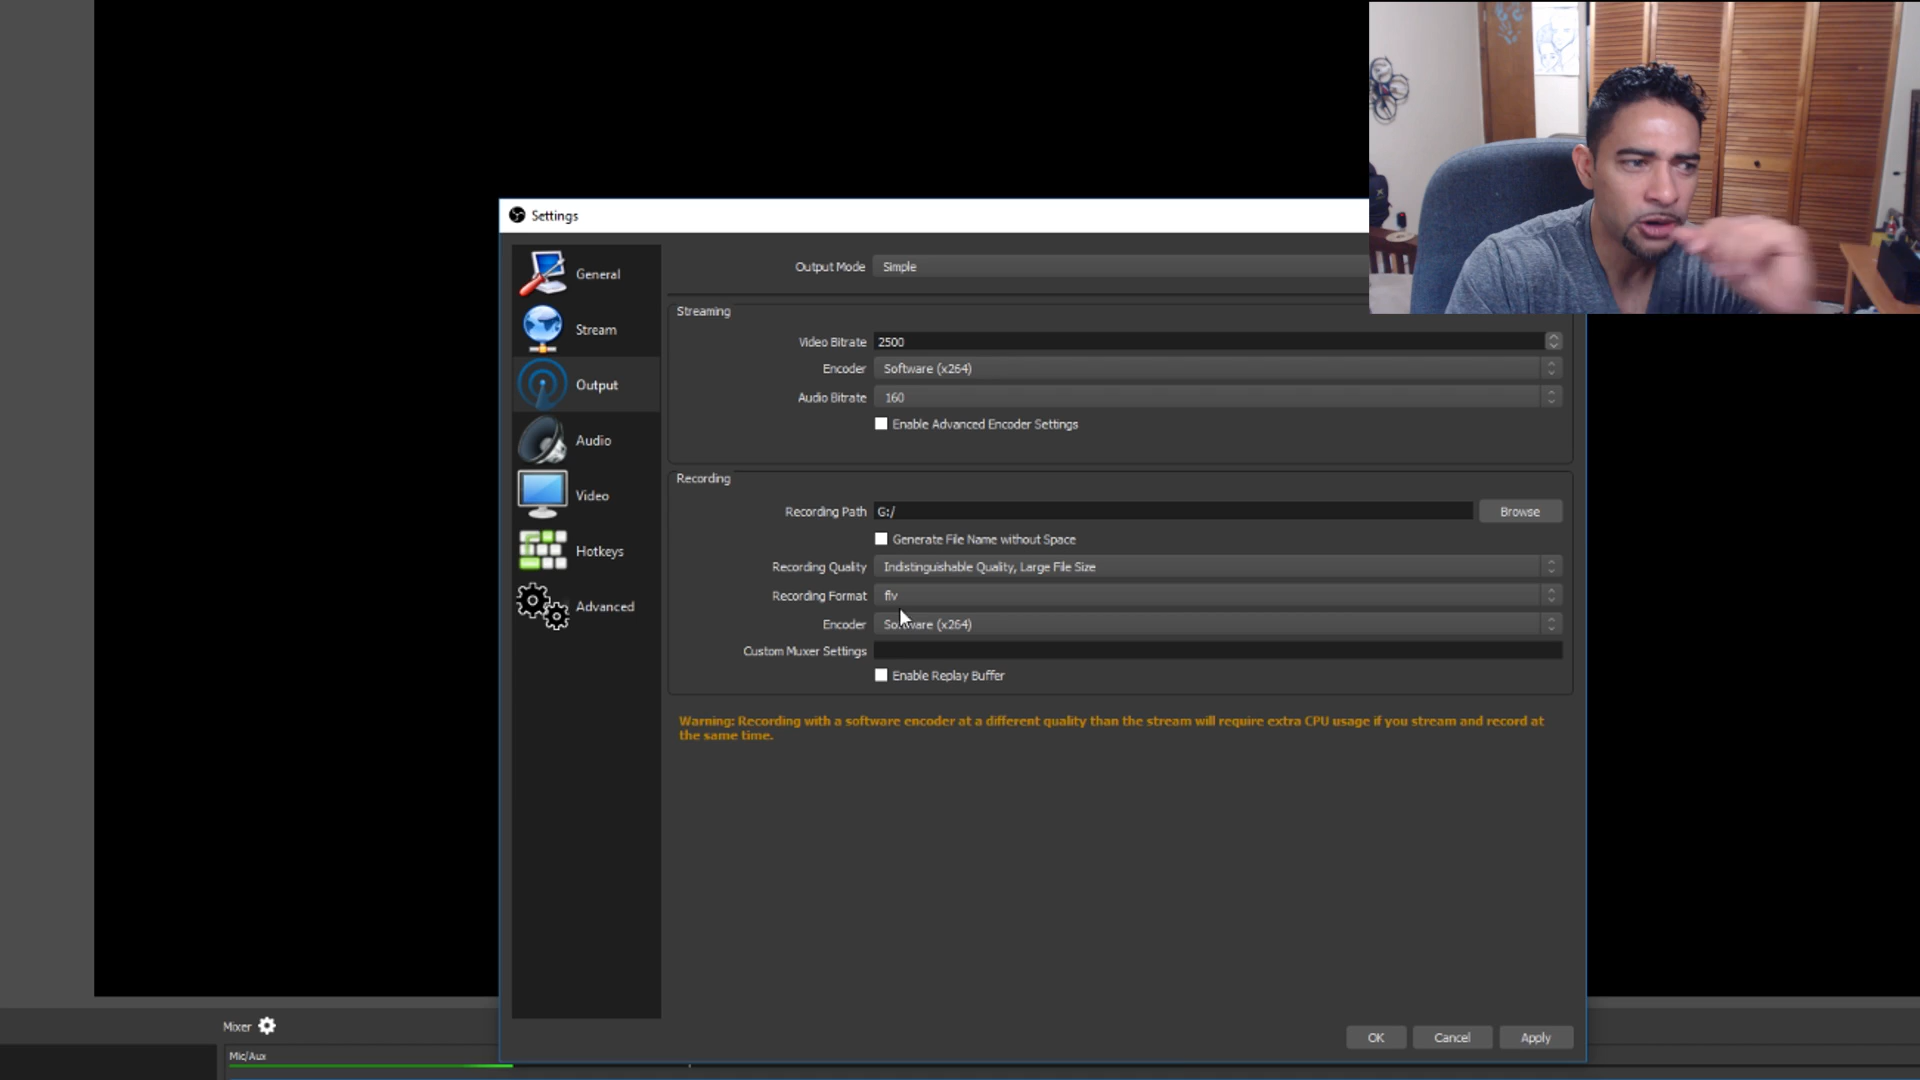 Settings
General
Stream
Output
Audio
Video
Hotkeys
Advanced
Output Mode Simple
Streaming
Video Bitrate 2500
Encoder Software (x264)
Audio Bitrate 160
Enable Advanced Encoder Settings
Recording
Recording Path G:/ Browse
Generate File Name without Space
Recording Quality Indistinguishable Quality, Large File Size
Recording Format flv
Encoder Software (x264)
Custom Muxer Settings
Enable Replay Buffer
Warning: Recording with a software encoder at a different quality than the stream will require extra CPU usage if you stream and record at
the same time.
OK Cancel Apply
Mixer
Mic/Aux